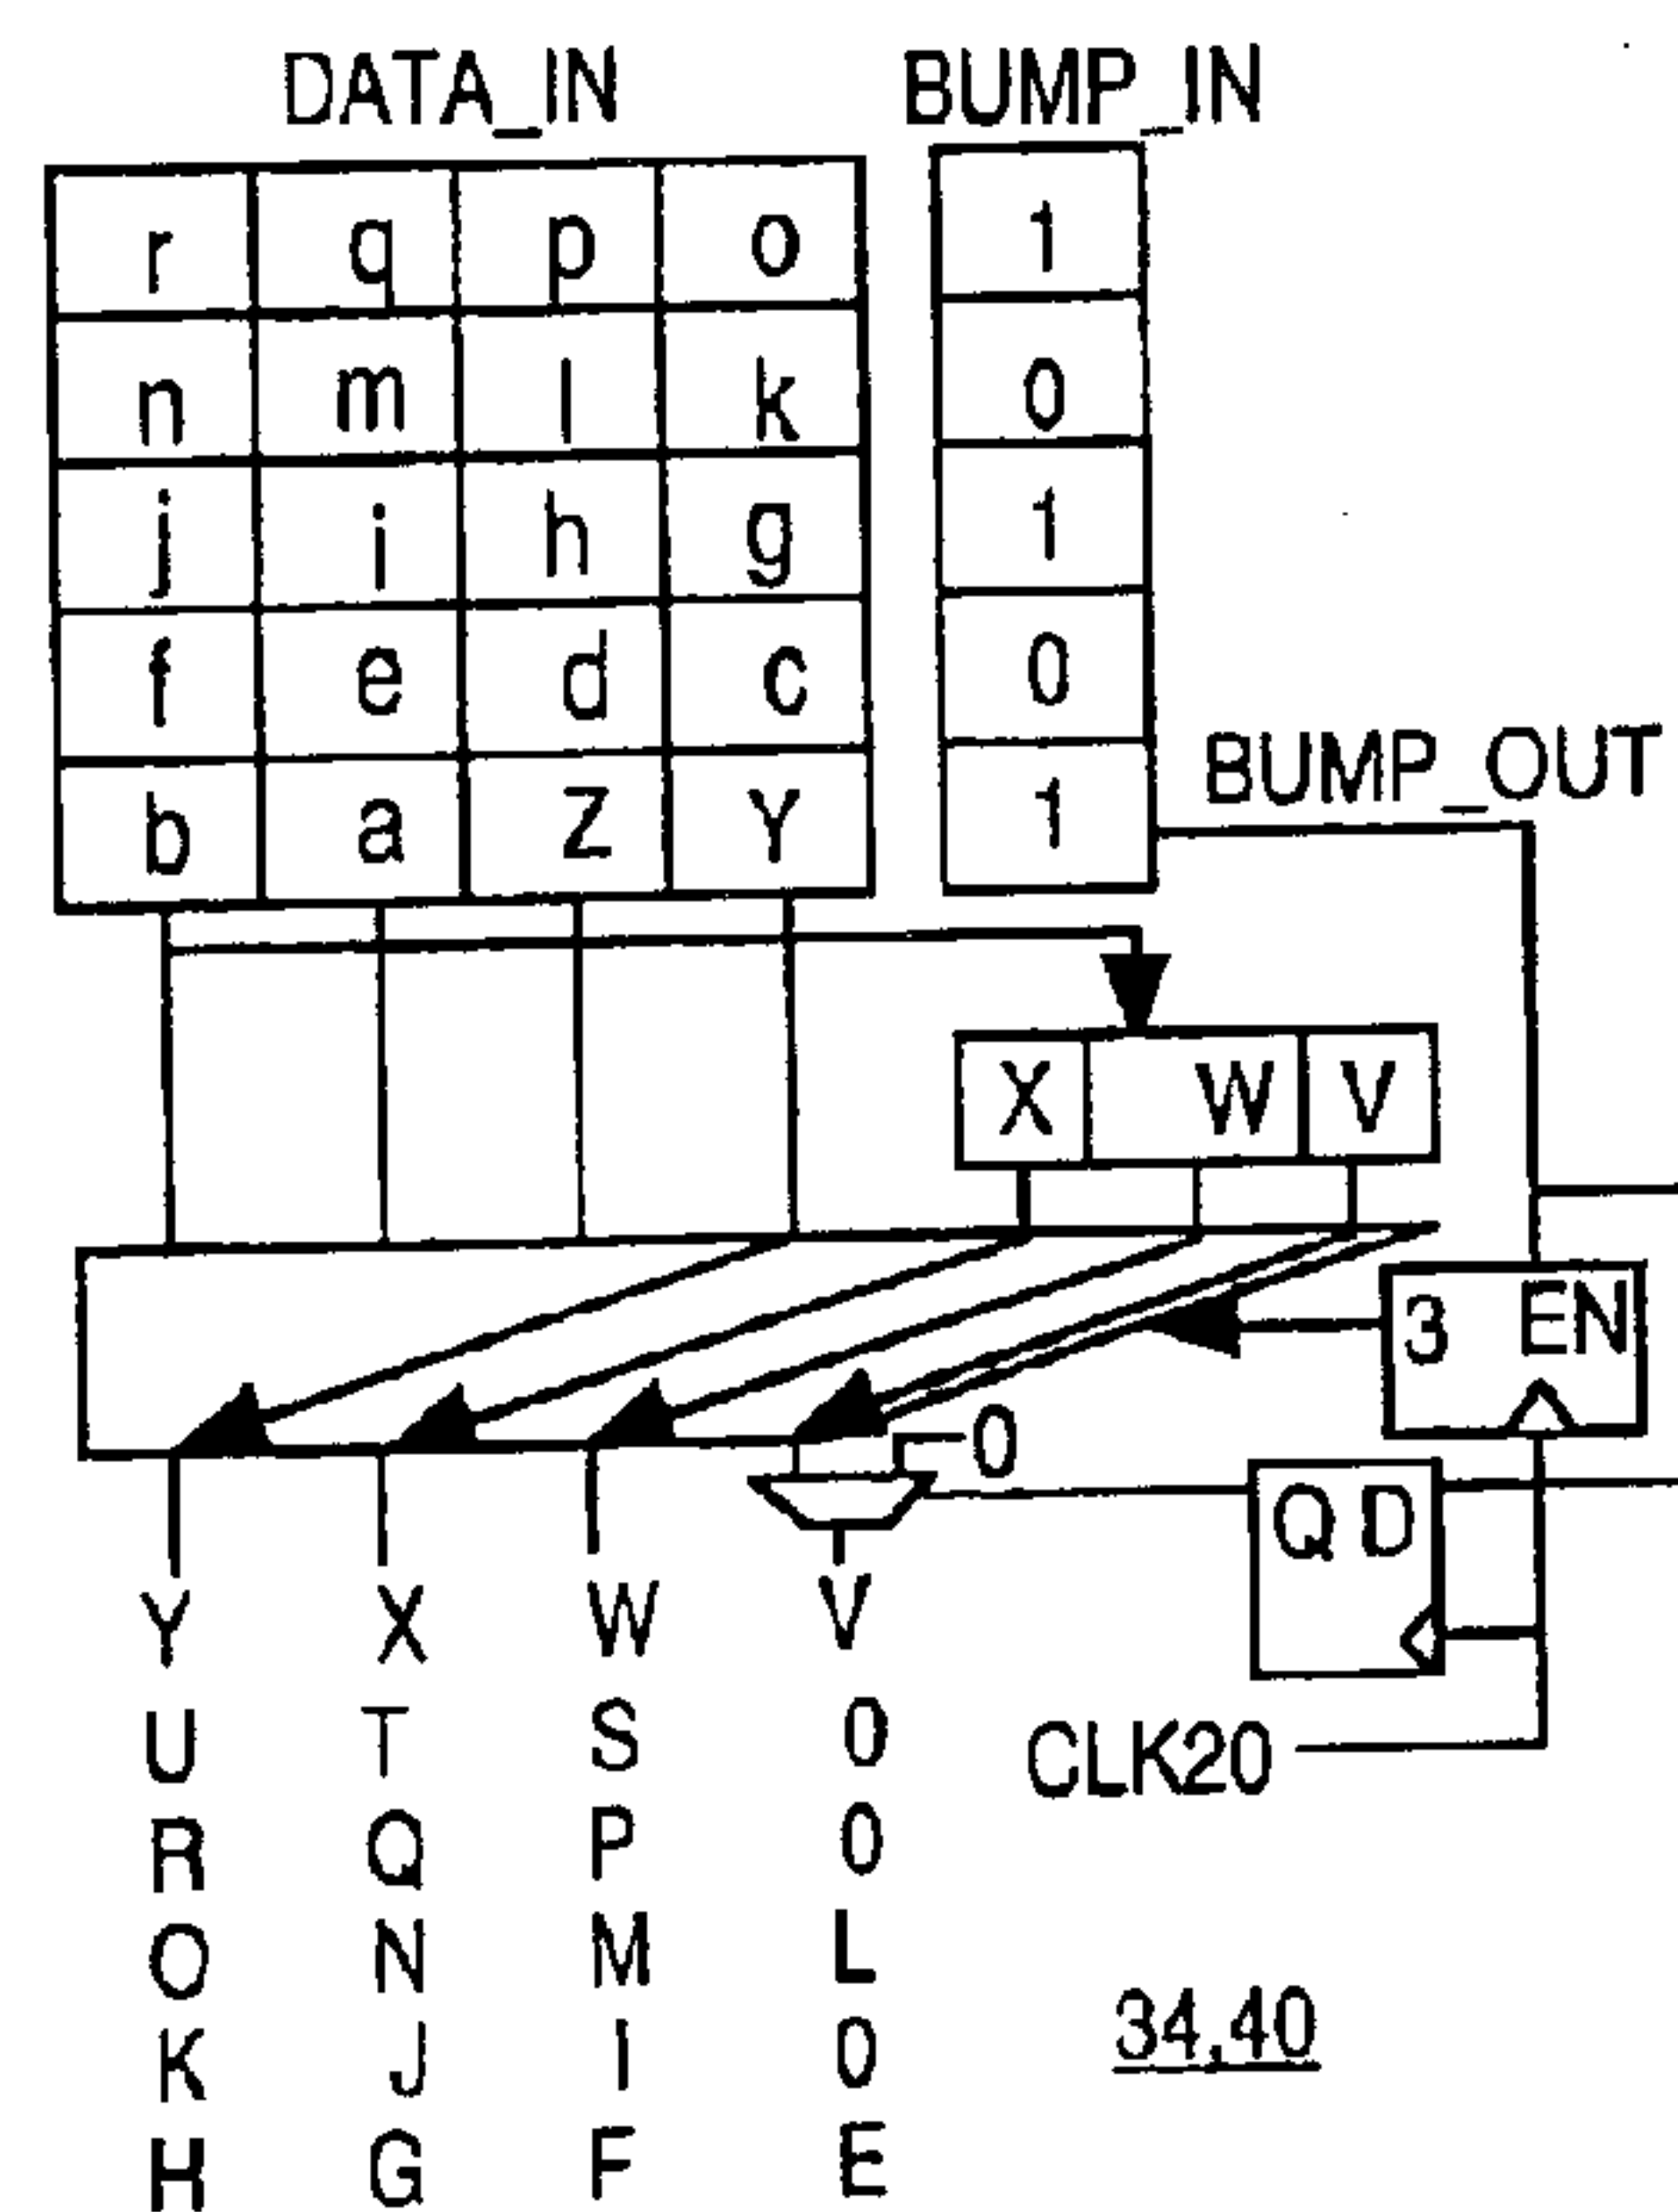 DATA_IN BUMP_IN
r q p o 1
n m l k 0
j i h g 1
f e d c 0
BUMP_OUT
b a Z Y 1
X W V
3 EN
0
Q D
Y X W V
U T S 0
CLK20
R Q P 0
O N M L
34,40
K J I 0
H G F E